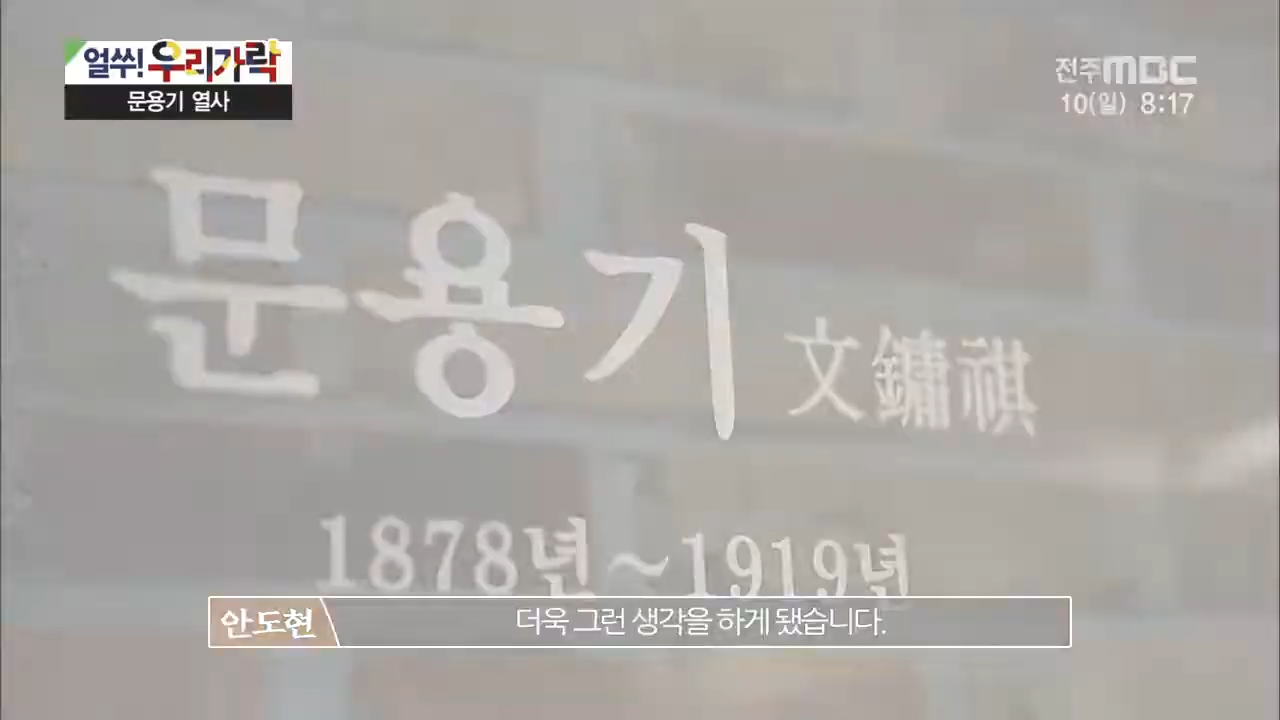 얼쑤! 우리가락
문용기 열사
전주MBC
10(일) 8:17
문용기 文鏞祺
1878년~1919년
안도현 더욱 그런 생각을 하게 됐습니다.